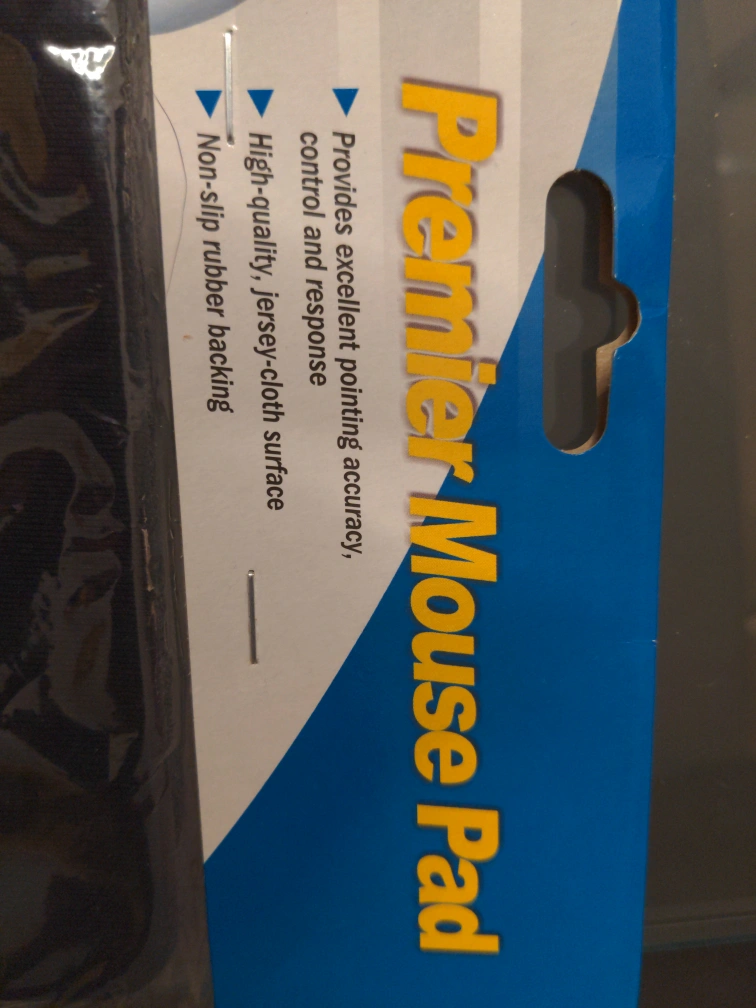 Premier Mouse Pad
Provides excellent pointing accuracy,
control and response
High-quality, jersey-cloth surface
Non-slip rubber backing